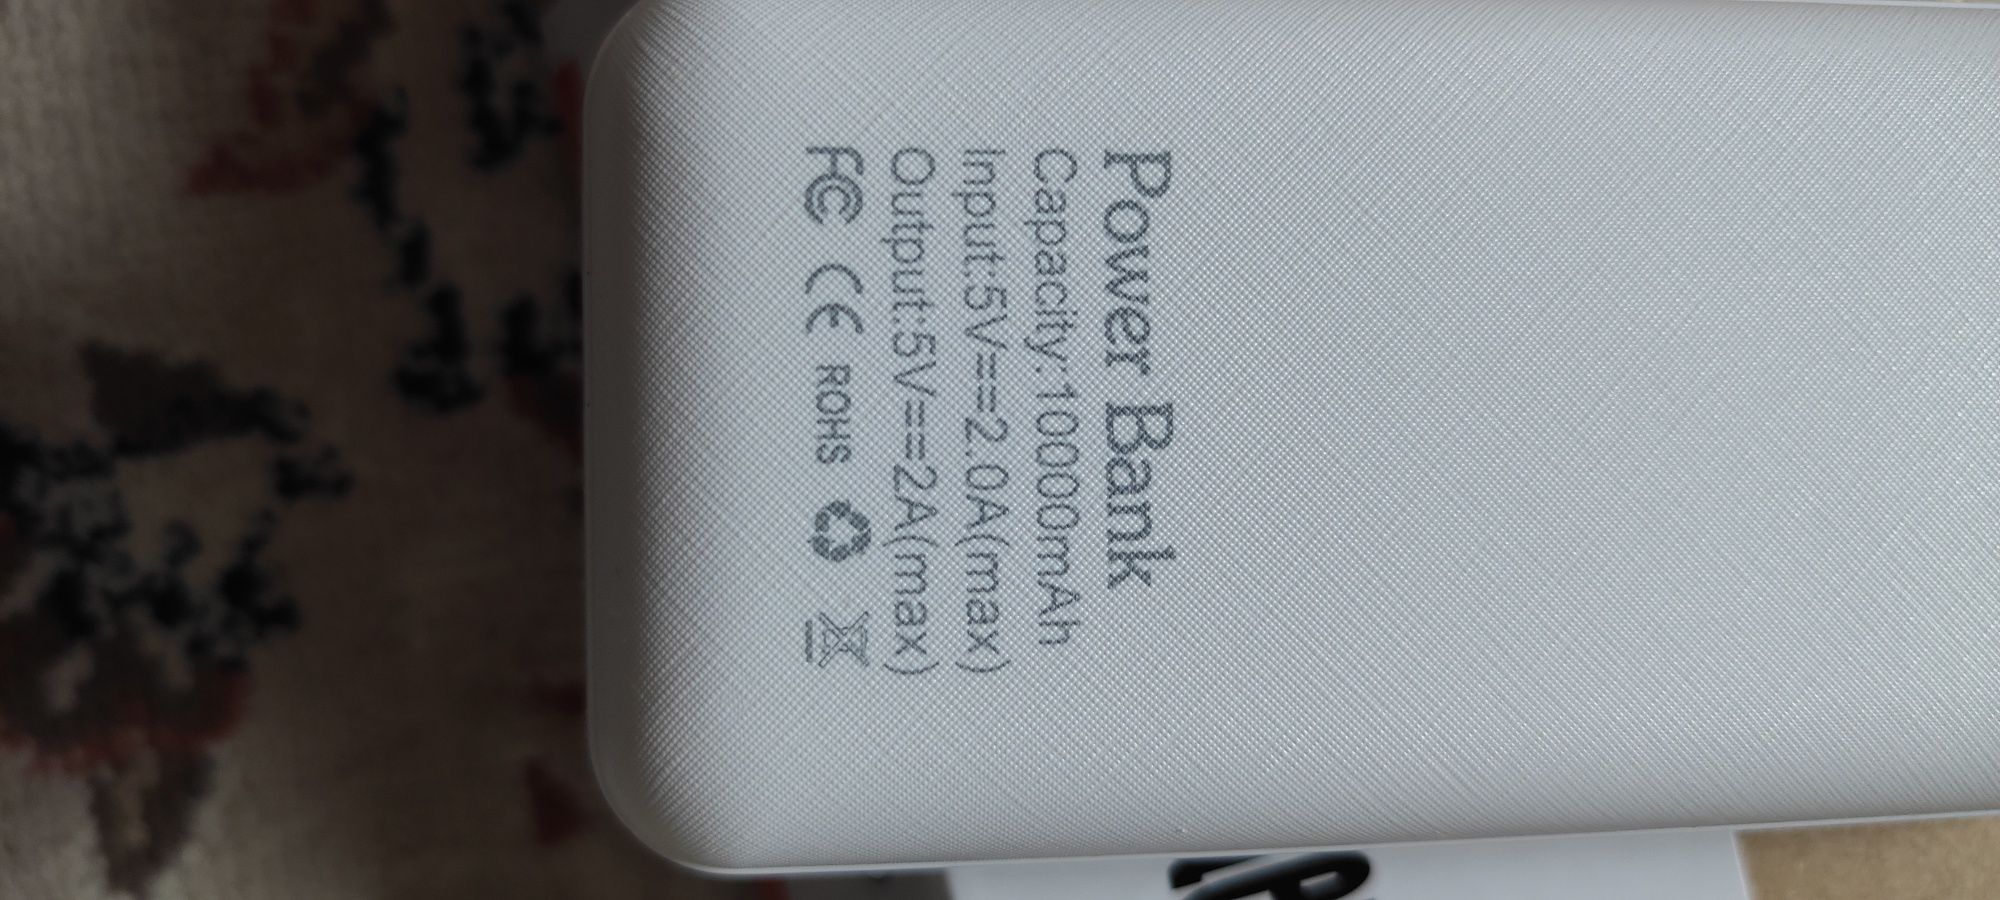 Power Bank
Capacity:10000mAh
Input:5V==2.0A(max)
Output:5V==2A(max)
FC CE ROHS